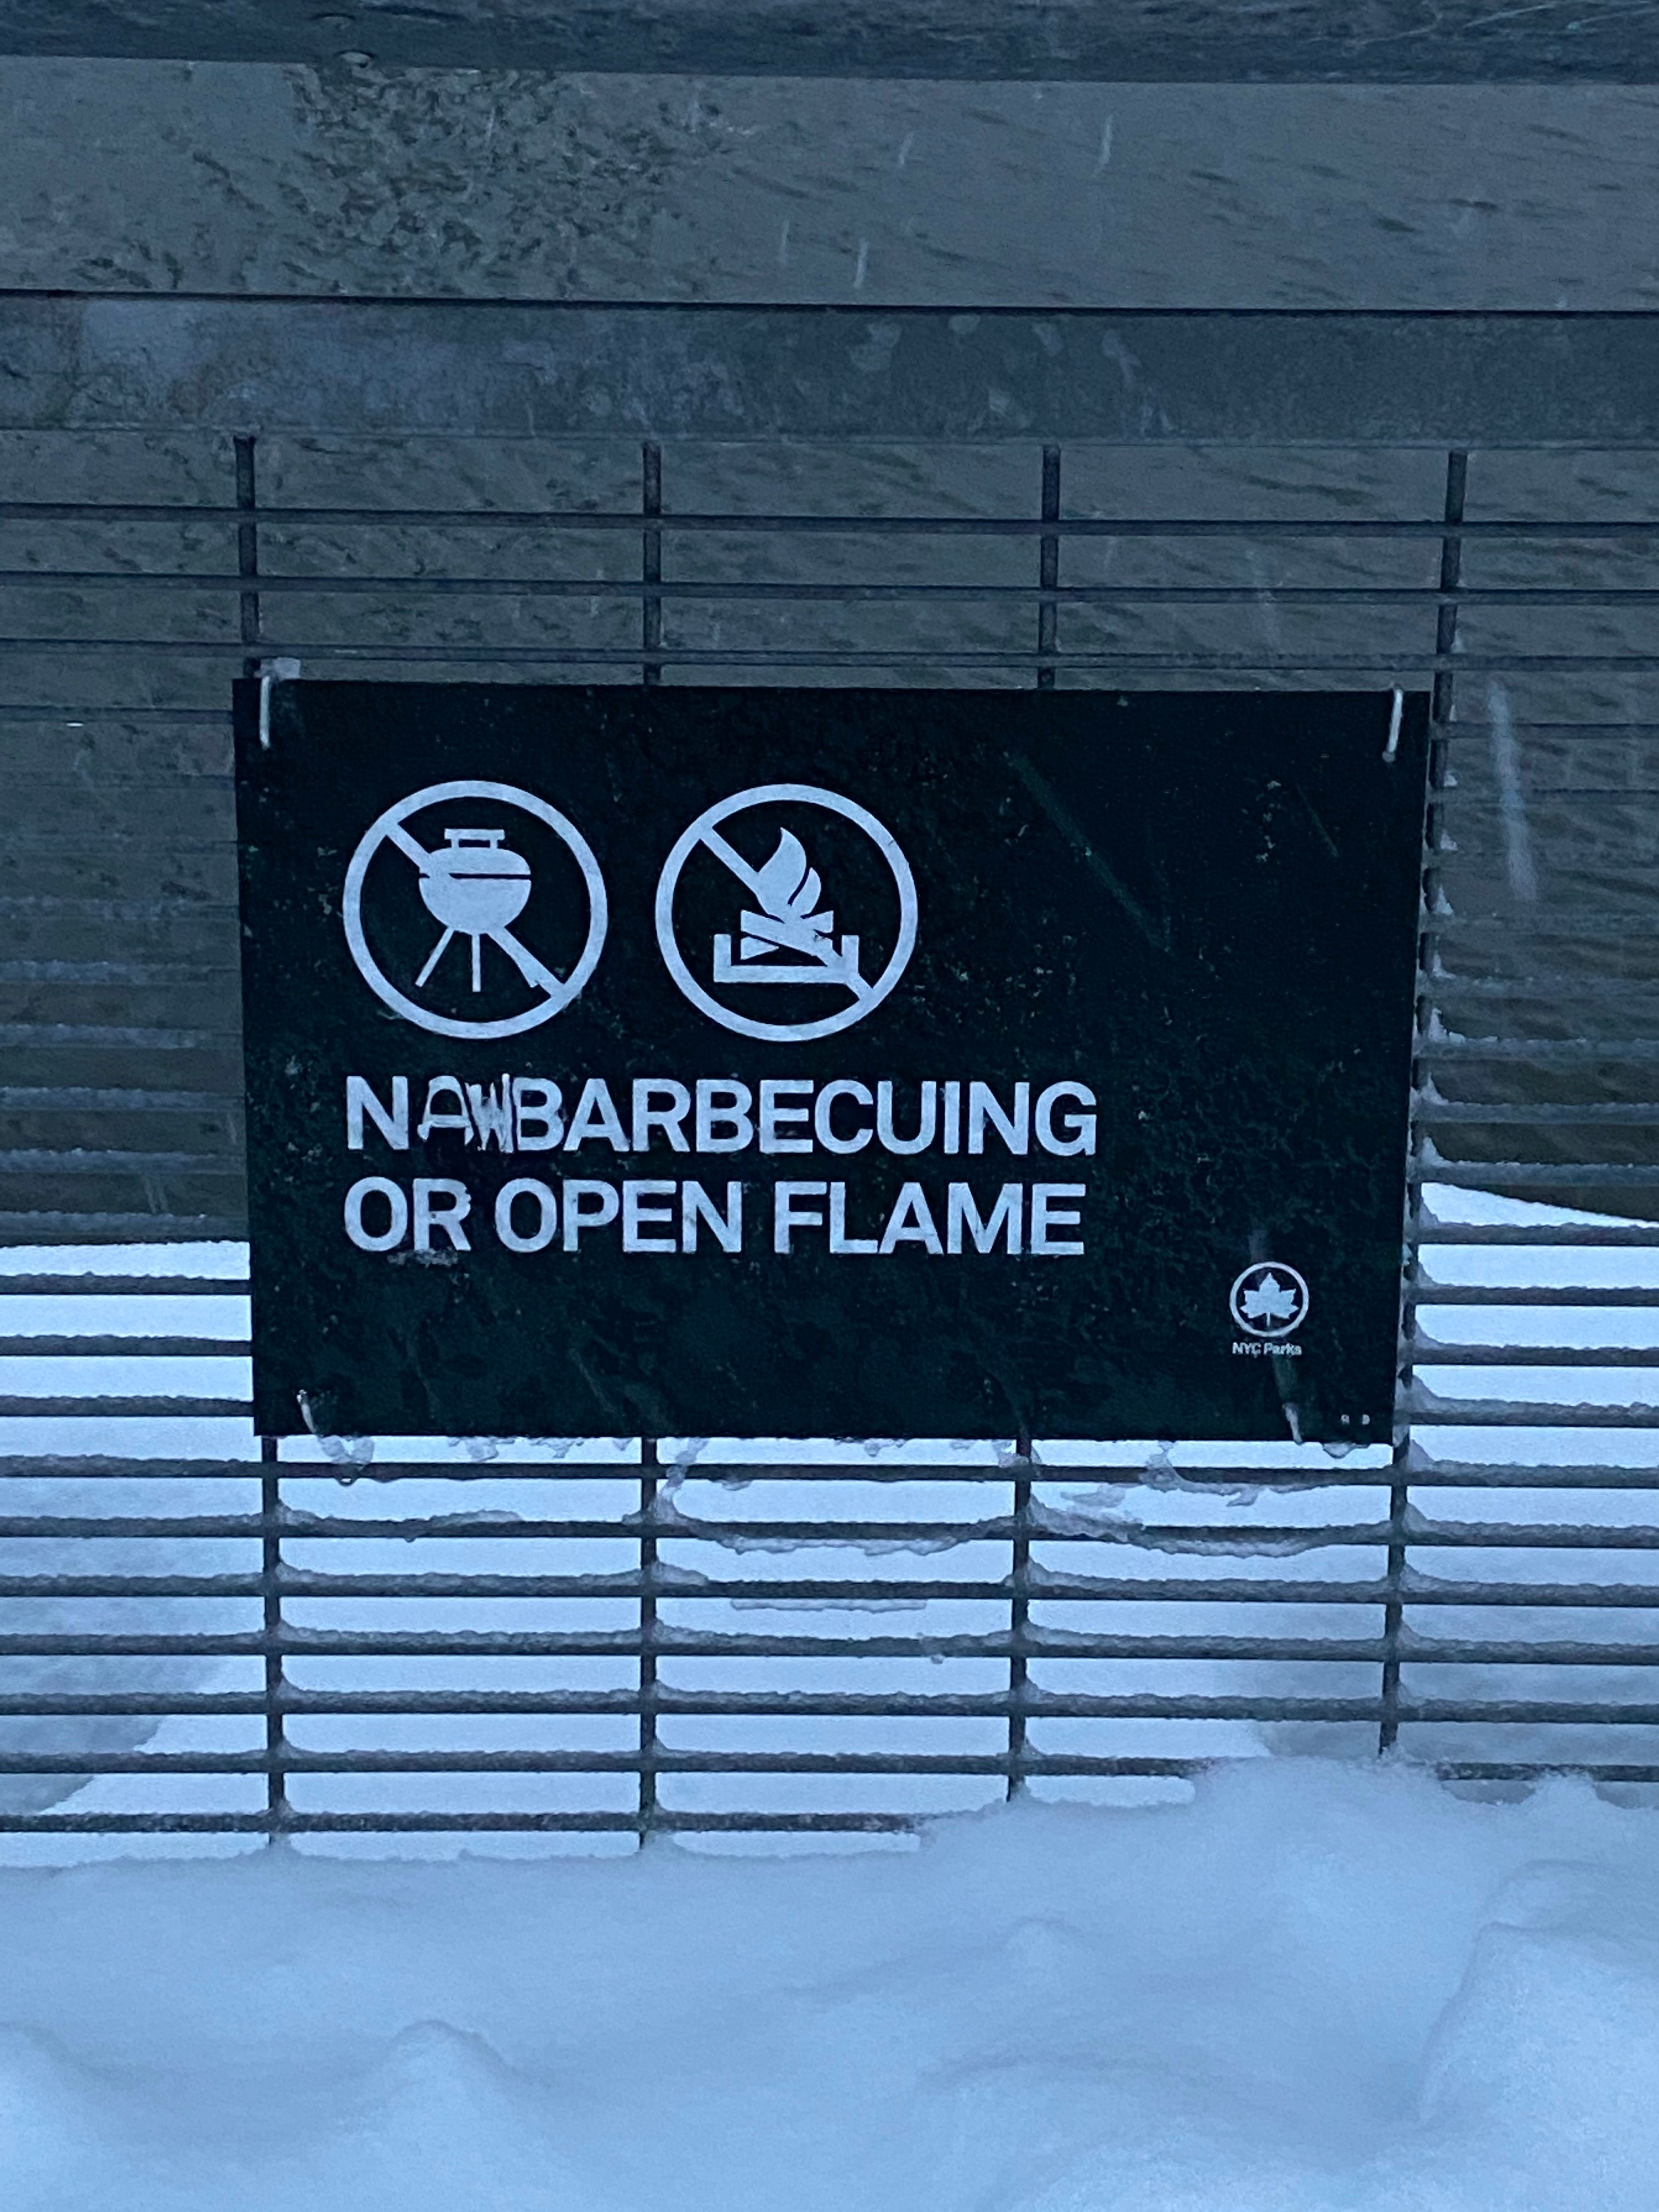 NAWBARBECUING
OR OPEN FLAME
NYC Parks